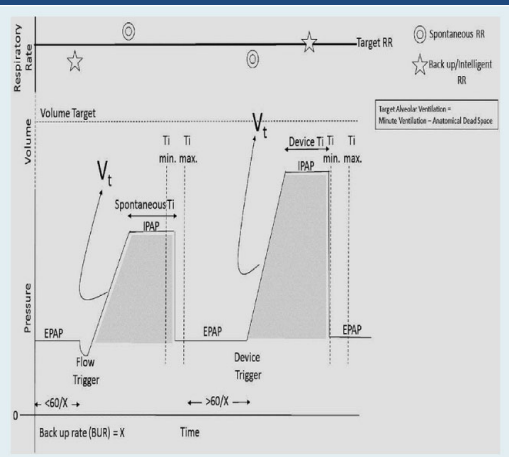 Respiratory
Rate
Target RR
Spontaneous RR
Back up/Intelligent
RR
Target Alveolar Ventilation =
Minute Ventilation – Anatomical Dead Space
Volume
Volume Target
Vt
Ti
min.
Ti
max.
Vt
Device Ti
Ti
min.
Ti
max.
Spontaneous Ti
IPAP
IPAP
Pressure
EPAP
EPAP
EPAP
Flow
Trigger
Device
Trigger
<60/X
>60/X
0
Back up rate (BUR) = X
Time